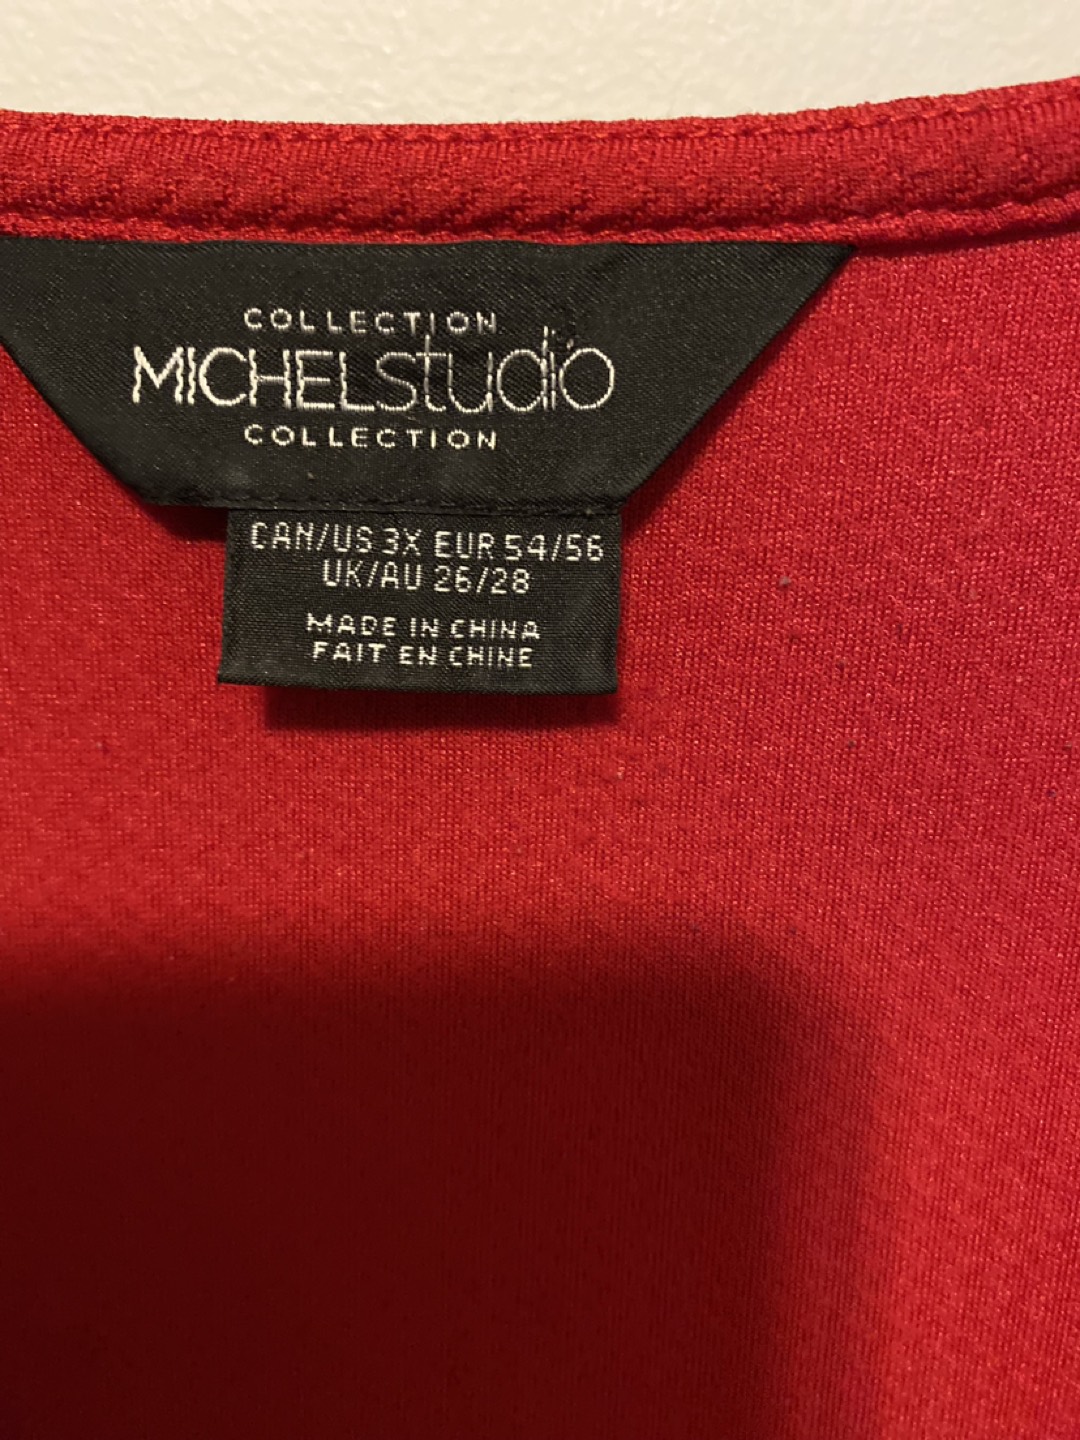 COLLECTION
MICHELstudio
COLLECTION
CAN/US 3X EUR 54/56
UK/AU 26/28
MADE IN CHINA
FAIT EN CHINE